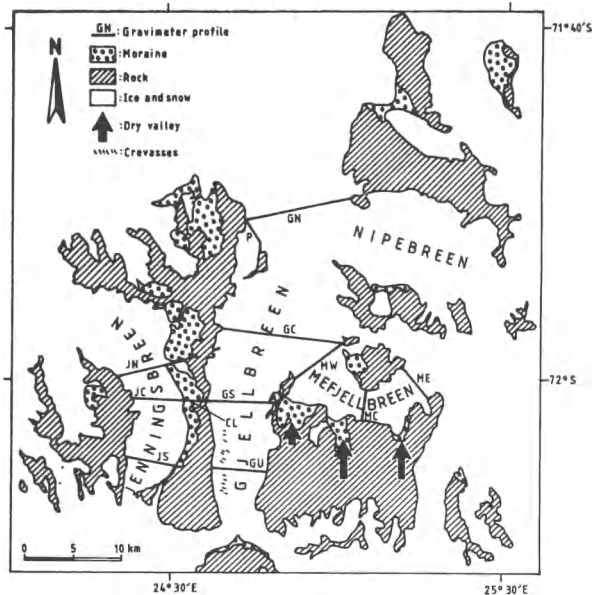 N
GN :Gravimeter profile
:Moraine
:Rock
:Ice and snow
:Dry valley
:Crevasses
71°40'S
P
GN
NIPEBREEN
GC
JN
MW
ME
72°S
MEFJELLBREEN
JC
GS
MC
CL
JENNINGSBREEN
GJELLBREEN
JS
GU
0 5 10 km
24°30'E
25°30'E